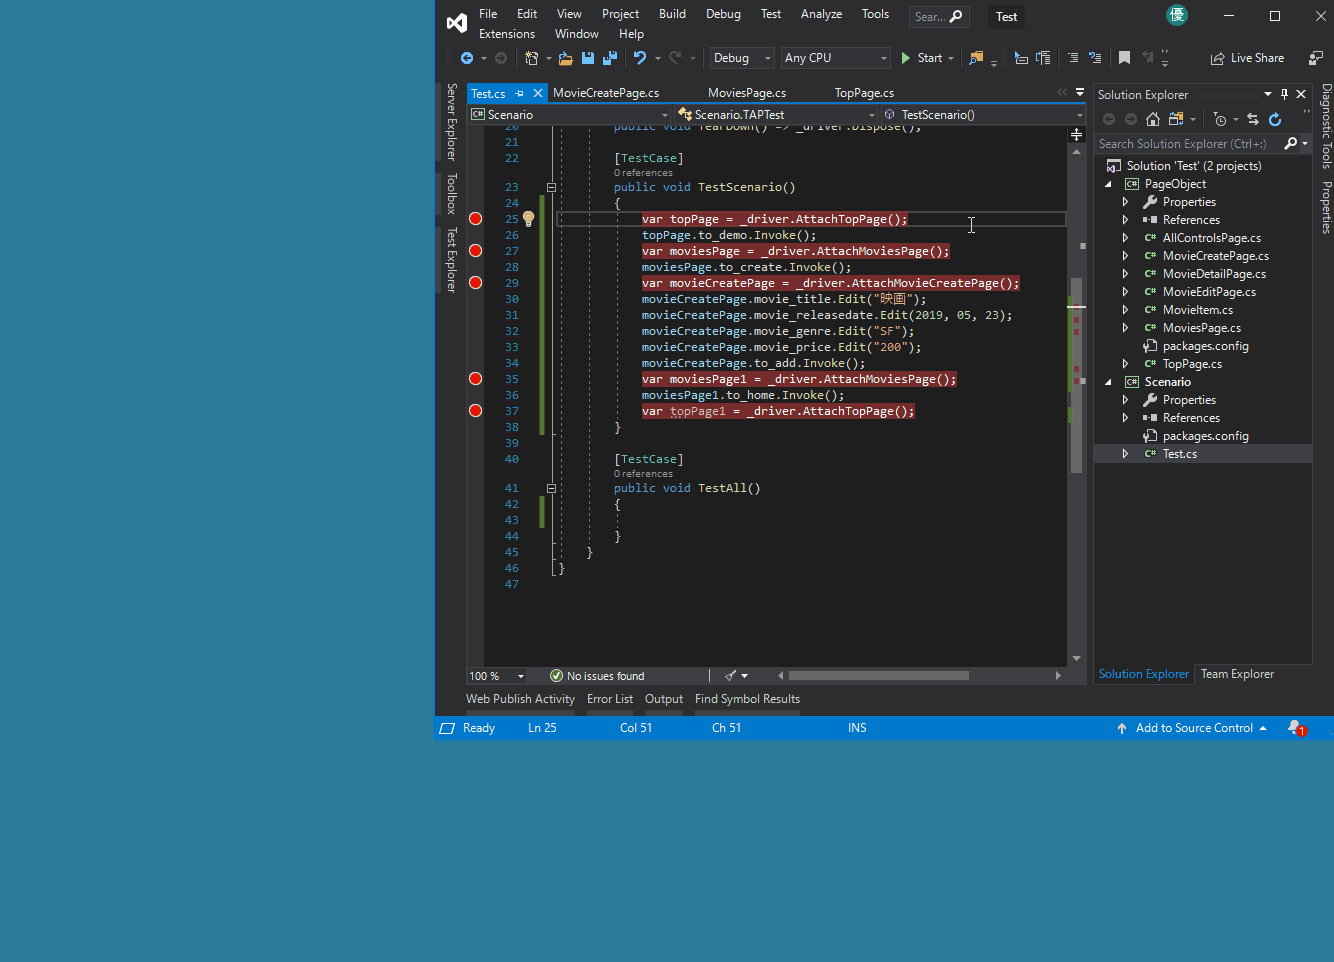 File Edit View Project Build Debug Test Analyze Tools Sear... Test 優
Extensions Window Help
Debug Any CPU Start Live Share
Test.cs MovieCreatePage.cs MoviesPage.cs TopPage.cs
Scenario Scenario.TAPTest TestScenario()
Server Explorer
Toolbox
Test Explorer
20 public void TearDown() => _driver.Dispose();
21
22 [TestCase]
0 references
23 public void TestScenario()
24 {
25 var topPage = _driver.AttachTopPage();
26 topPage.to_demo.Invoke();
27 var moviesPage = _driver.AttachMoviesPage();
28 moviesPage.to_create.Invoke();
29 var movieCreatePage = _driver.AttachMovieCreatePage();
30 movieCreatePage.movie_title.Edit("映画");
31 movieCreatePage.movie_releasedate.Edit(2019, 05, 23);
32 movieCreatePage.movie_genre.Edit("SF");
33 movieCreatePage.movie_price.Edit("200");
34 movieCreatePage.to_add.Invoke();
35 var moviesPage1 = _driver.AttachMoviesPage();
36 moviesPage1.to_home.Invoke();
37 var topPage1 = _driver.AttachTopPage();
38 }
39
40 [TestCase]
0 references
41 public void TestAll()
42 {
43
44 }
45 }
46 }
47
100 % No issues found
Solution Explorer
Search Solution Explorer (Ctrl+:)
Solution 'Test' (2 projects)
C# PageObject
Properties
References
C# AllControlsPage.cs
C# MovieCreatePage.cs
C# MovieDetailPage.cs
C# MovieEditPage.cs
C# MovieItem.cs
C# MoviesPage.cs
packages.config
C# TopPage.cs
C# Scenario
Properties
References
packages.config
C# Test.cs
Solution Explorer Team Explorer
Diagnostic Tools
Properties
Web Publish Activity Error List Output Find Symbol Results
Ready Ln 25 Col 51 Ch 51 INS Add to Source Control 1